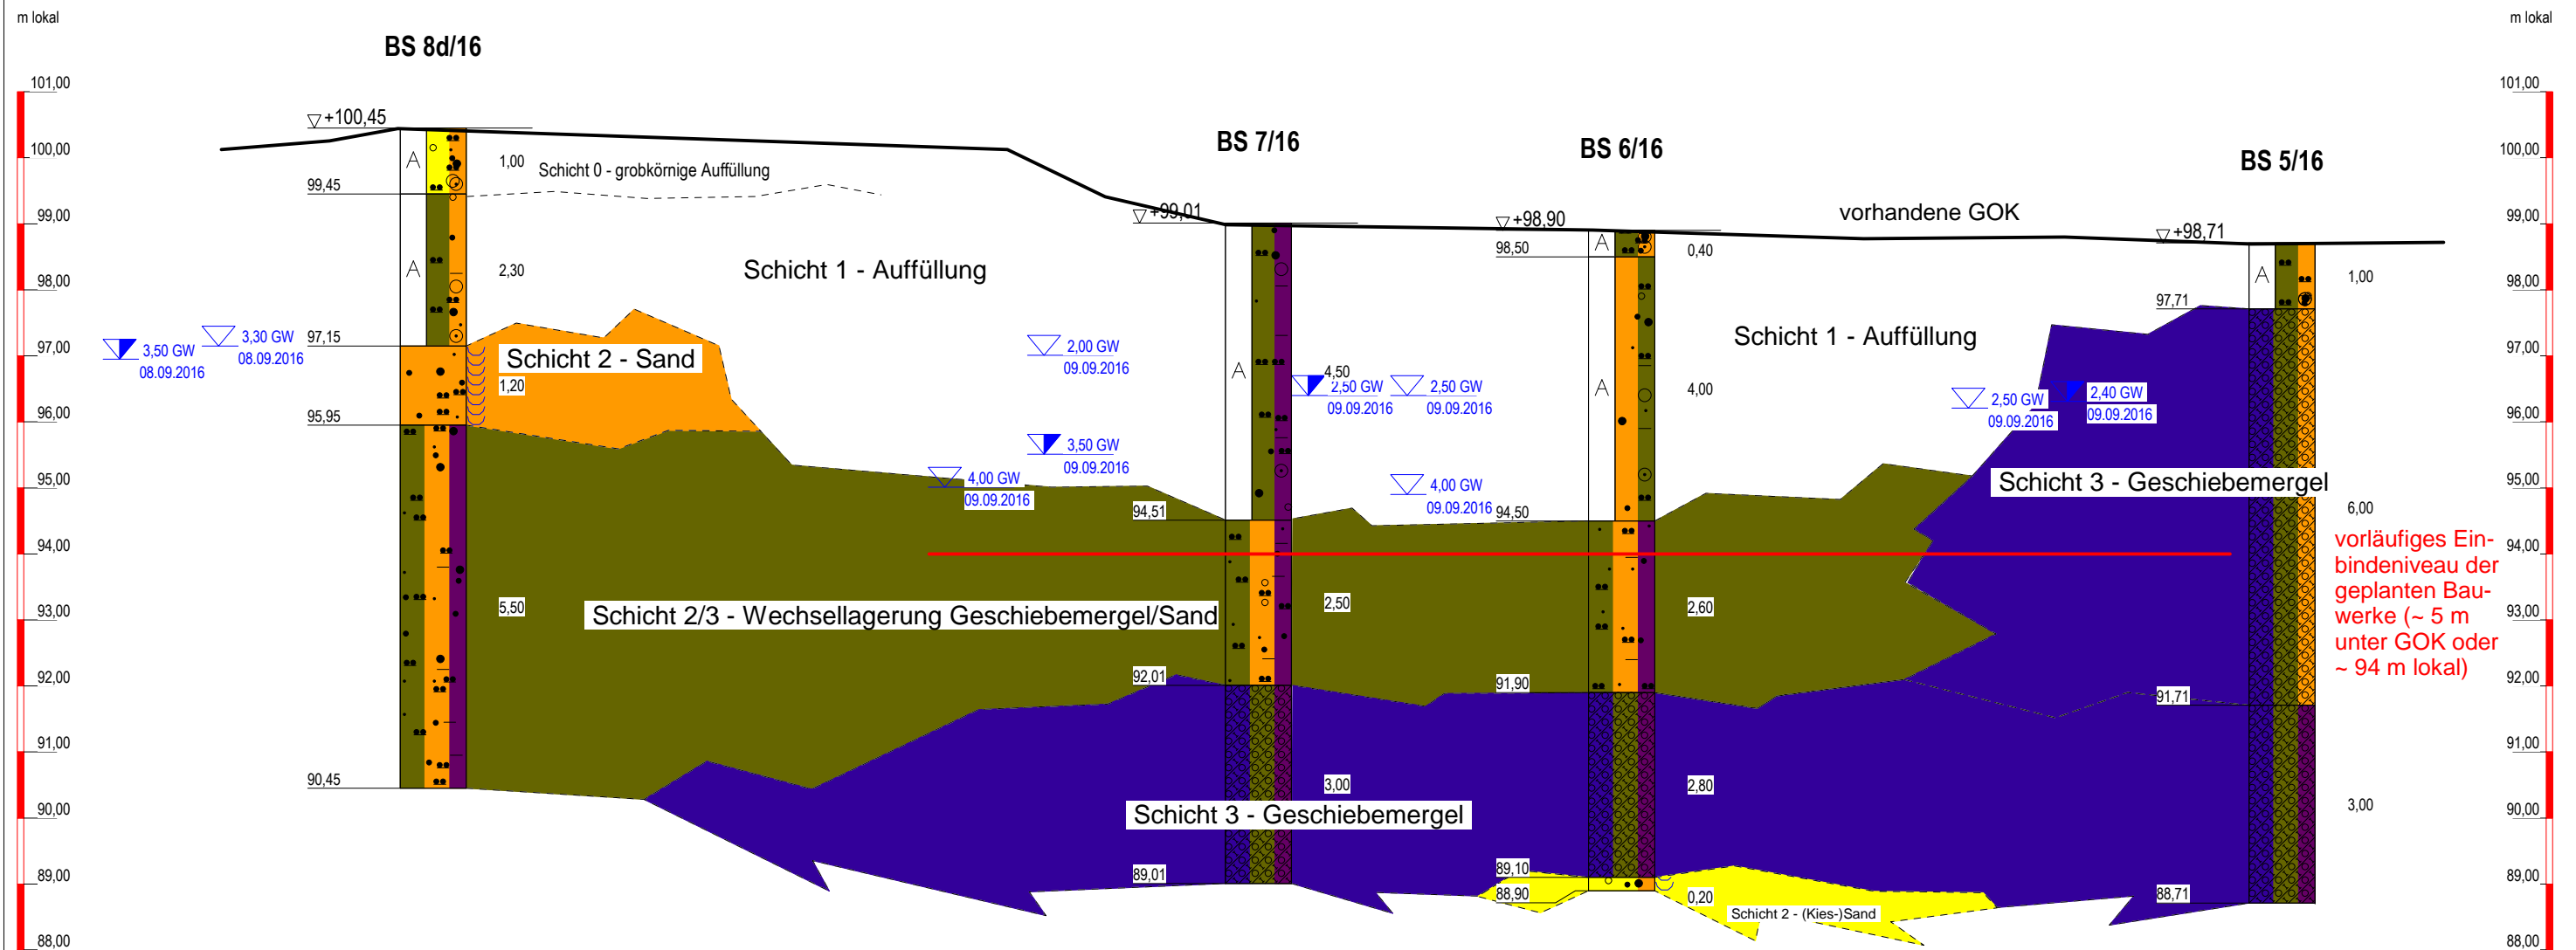 m lokal
m lokal
BS 8d/16
BS 7/16
BS 6/16
BS 5/16
101,00
100,00
99,00
98,00
97,00
96,00
95,00
94,00
93,00
92,00
91,00
90,00
89,00
88,00
+100,45
A
1,00
99,45
A
2,30
97,15
1,20
95,95
5,50
90,45
Schicht 0 - grobkörnige Auffüllung
Schicht 1 - Auffüllung
Schicht 2 - Sand
Schicht 2/3 - Wechsellagerung Geschiebemergel/Sand
3,50 GW
08.09.2016
3,30 GW
08.09.2016
2,00 GW
09.09.2016
3,50 GW
09.09.2016
4,00 GW
09.09.2016
+99,01
A
4,50
94,51
2,50
92,01
3,00
89,01
Schicht 3 - Geschiebemergel
2,50 GW
09.09.2016
2,50 GW
09.09.2016
4,00 GW
09.09.2016
+98,90
A
0,40
98,50
A
4,00
94,50
2,60
91,90
2,80
89,10
88,90
0,20
Schicht 2 - (Kies-)Sand
vorhandene GOK
Schicht 1 - Auffüllung
2,50 GW
09.09.2016
2,40 GW
09.09.2016
Schicht 3 - Geschiebemergel
+98,71
A
1,00
97,71
6,00
91,71
3,00
88,71
vorläufiges Ein-
bindeniveau der
geplanten Bau-
werke (~ 5 m
unter GOK oder
~ 94 m lokal)
101,00
100,00
99,00
98,00
97,00
96,00
95,00
94,00
93,00
92,00
91,00
90,00
89,00
88,00